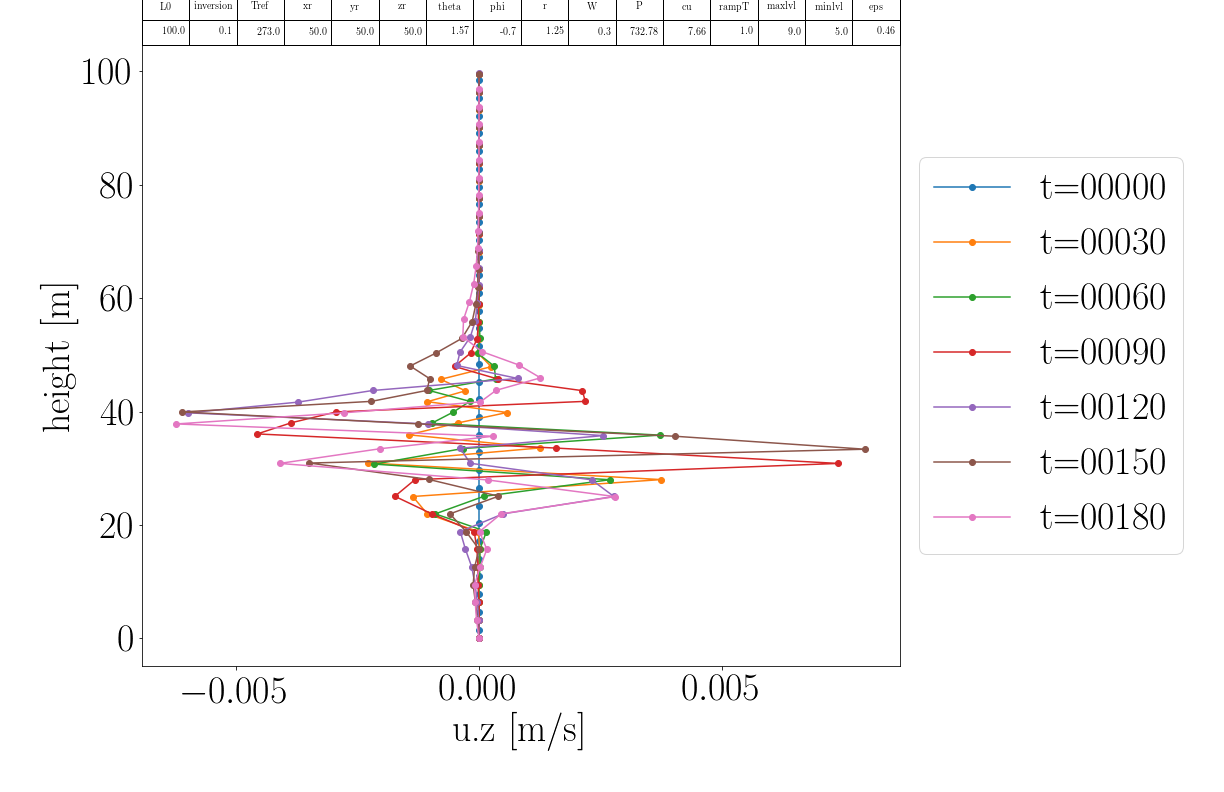 L0 inversion Tref xr yr zr theta phi r W P cu rampT maxlvl minlvl eps
100.0 0.1 273.0 50.0 50.0 50.0 1.57 -0.7 1.25 0.3 732.78 7.66 1.0 9.0 5.0 0.46
100
80
60
40
20
0
height [m]
−0.005 0.000 0.005
u.z [m/s]
t=00000
t=00030
t=00060
t=00090
t=00120
t=00150
t=00180